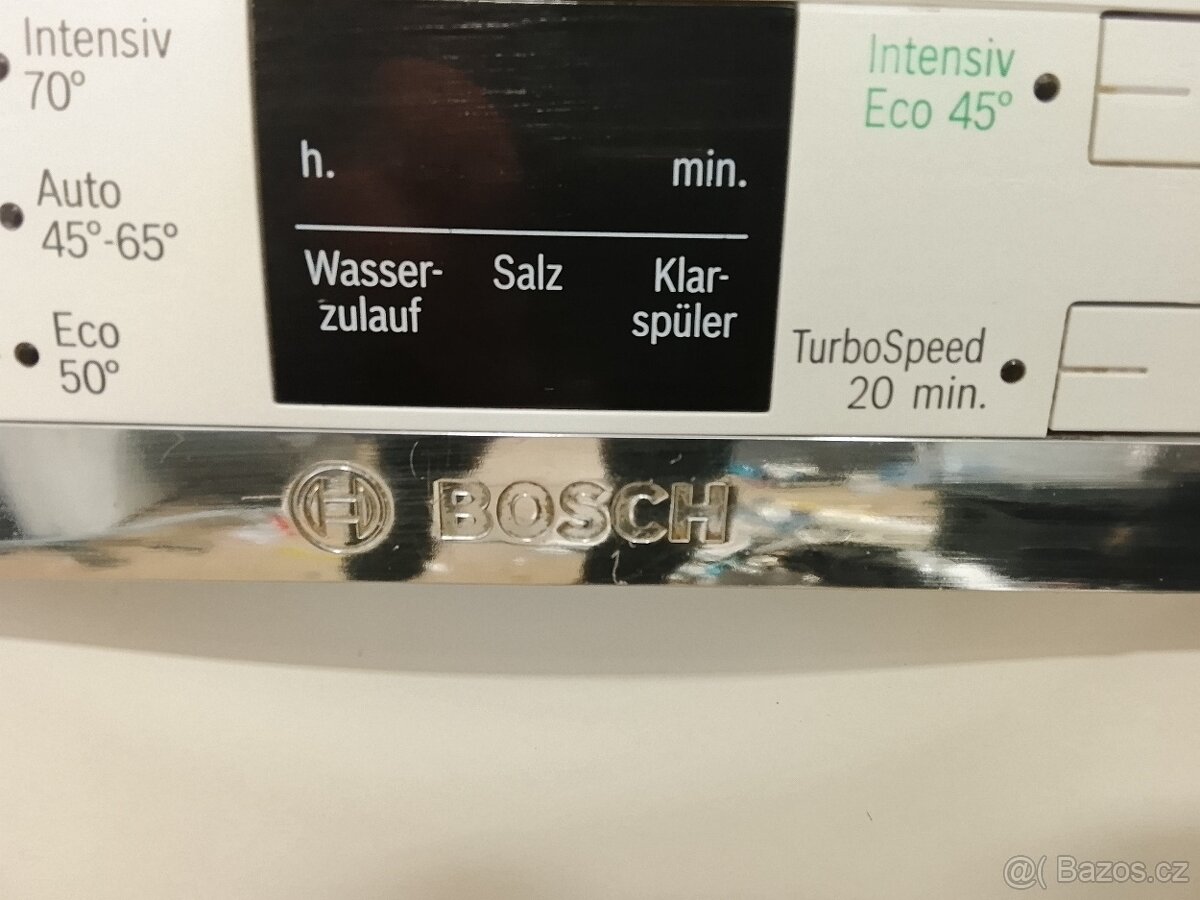 Intensiv
70°
Auto
45°-65°
Eco
50°
h. min.
Wasser-
zulauf
Salz
Klar-
spüler
Intensiv
Eco 45°
TurboSpeed
20 min.
BOSCH
@( Bazos.cz